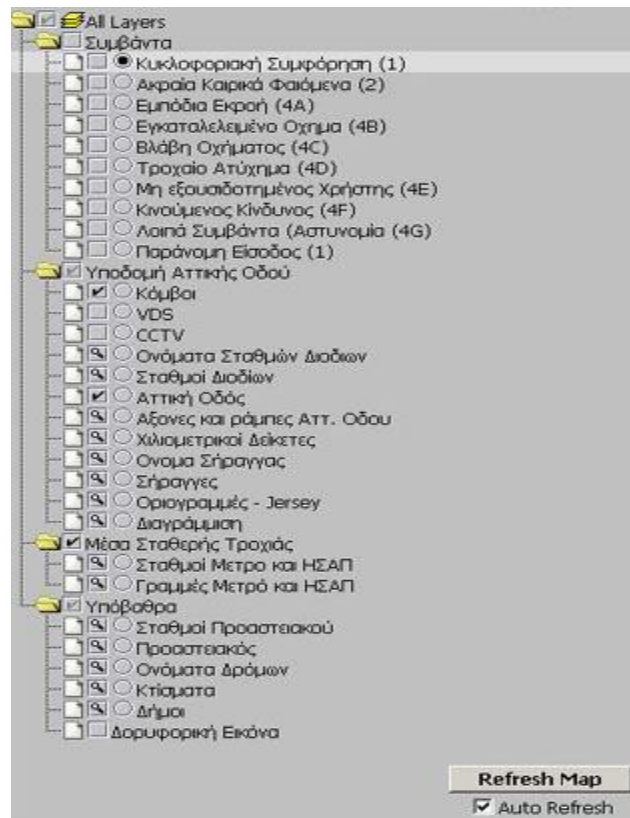 All Layers
Συμβάντα
Κυκλοφοριακή Συμφόρηση (1)
Ακραία Καιρικά Φαιόμενα (2)
Εμπόδια Εκροή (4A)
Εγκαταλελειμένο Οχημα (4B)
Βλάβη Οχήματος (4C)
Τροχαίο Ατύχημα (4D)
Μη εξουσιδοτημένος Χρήστης (4E)
Κινούμενος Κίνδυνος (4F)
Λοιπά Συμβάντα (Αστυνομία (4G)
Παράνομη Είσοδος (1)
Υποδομή Αττικής Οδού
Κόμβοι
VDS
CCTV
Ονόματα Σταθμών Διοδιων
Σταθμοί Διοδίων
Αττική Οδός
Αξονες και ράμπες Αττ. Οδου
Χιλιομετρικοί Δείκετες
Ονομα Σήραγγας
Σήραγγες
Οριογραμμές - Jersey
Διαγράμμιση
Μέσα Σταθερής Τροχιάς
Σταθμοί Μετρο και ΗΣΑΠ
Γραμμές Μετρό και ΗΣΑΠ
Υπόβαθρα
Σταθμοί Προαστειακού
Προαστειακός
Ονόματα Δρόμων
Κτίσματα
Δήμοι
Δορυφορική Εικόνα
Refresh Map
Auto Refresh